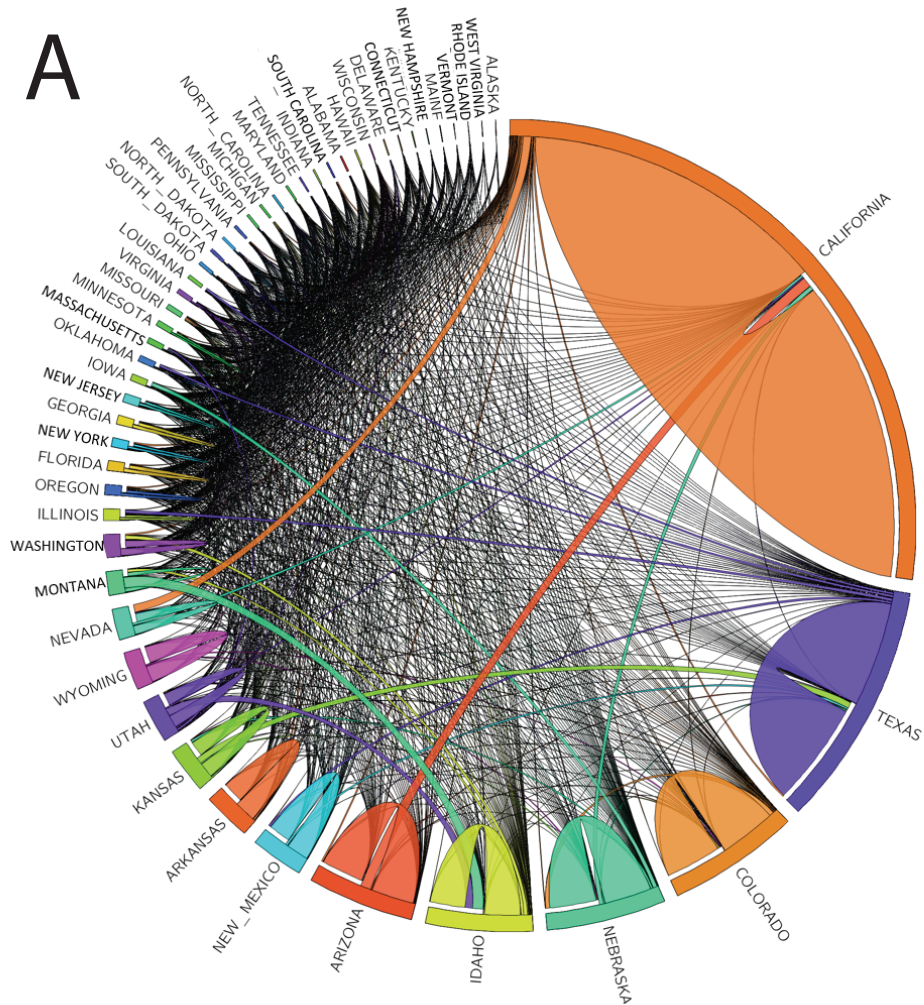 A
ALASKA
WEST VIRGINIA
RHODE ISLAND
VERMONT
MAINE
NEW HAMPSHIRE
KENTUCKY
CONNECTICUT
DELAWARE
WISCONSIN
HAWAII
ALABAMA
SOUTH CAROLINA
INDIANA
TENNESSEE
MARYLAND
NORTH_CAROLINA
MICHIGAN
MISSISSIPPI
PENNSYLVANIA
NORTH_DAKOTA
SOUTH_DAKOTA
OHIO
LOUISIANA
VIRGINIA
MISSOURI
MINNESOTA
MASSACHUSETTS
OKLAHOMA
IOWA
NEW JERSEY
GEORGIA
NEW YORK
FLORIDA
OREGON
ILLINOIS
WASHINGTON
MONTANA
NEVADA
WYOMING
UTAH
KANSAS
ARKANSAS
NEW_MEXICO
ARIZONA
IDAHO
NEBRASKA
COLORADO
TEXAS
CALIFORNIA